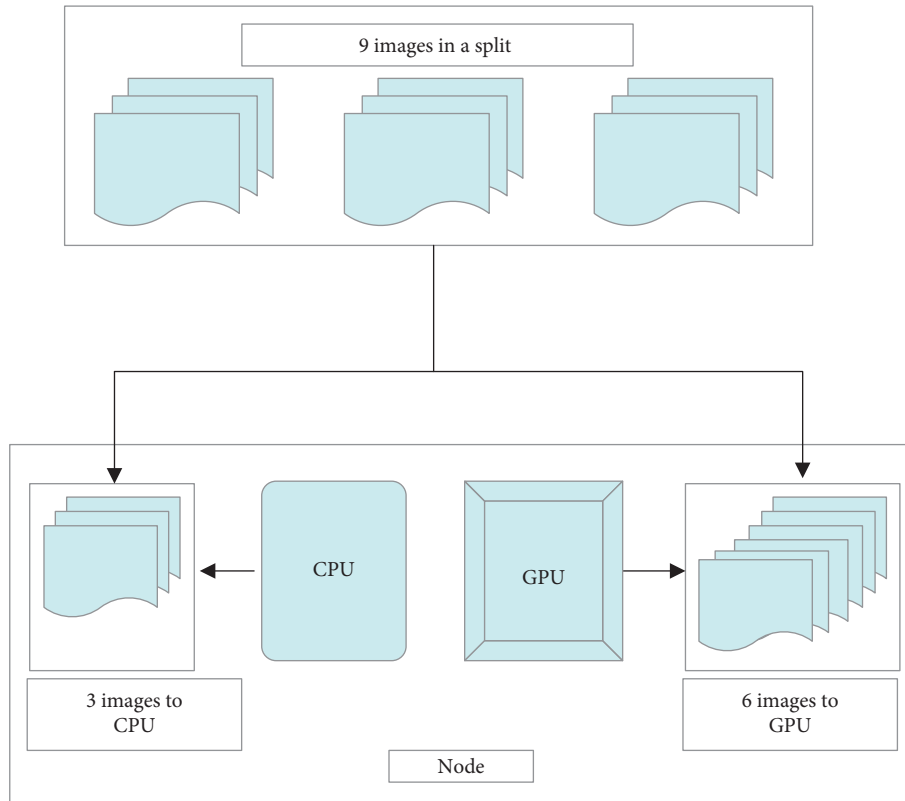 9 images in a split
CPU
GPU
3 images to
CPU
6 images to
GPU
Node